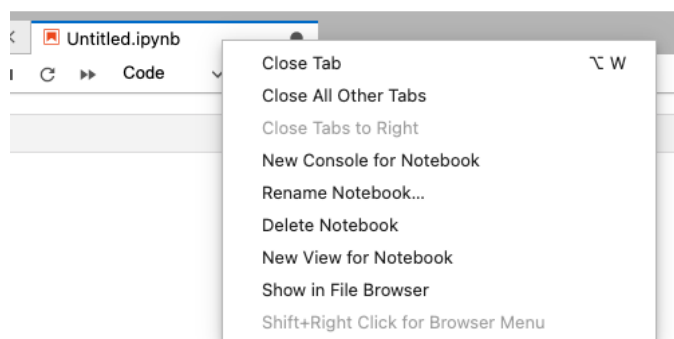 Untitled.ipynb
Code
Close Tab ⌥ W
Close All Other Tabs
Close Tabs to Right
New Console for Notebook
Rename Notebook...
Delete Notebook
New View for Notebook
Show in File Browser
Shift+Right Click for Browser Menu